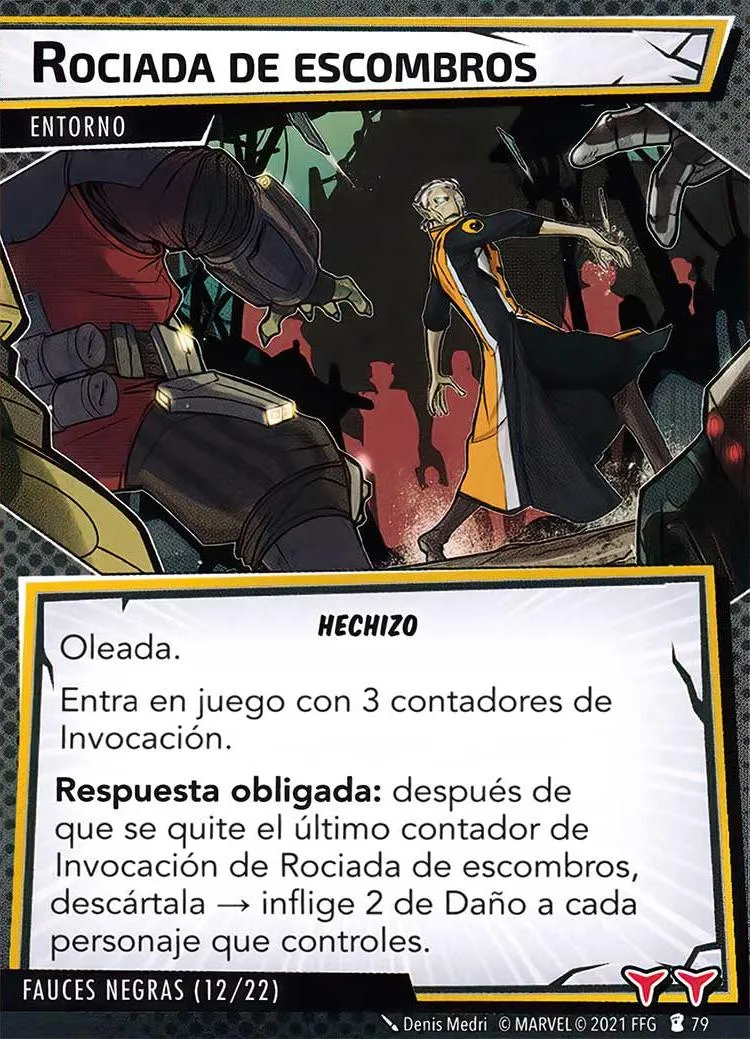 ROCIADA DE ESCOMBROS
ENTORNO
HECHIZO
Oleada.
Entra en juego con 3 contadores de
Invocación.
Respuesta obligada: después de
que se quite el último contador de
Invocación de Rociada de escombros,
descártala → inflige 2 de Daño a cada
personaje que controles.
FAUCES NEGRAS (12/22)
Denis Medri © MARVEL © 2021 FFG 79